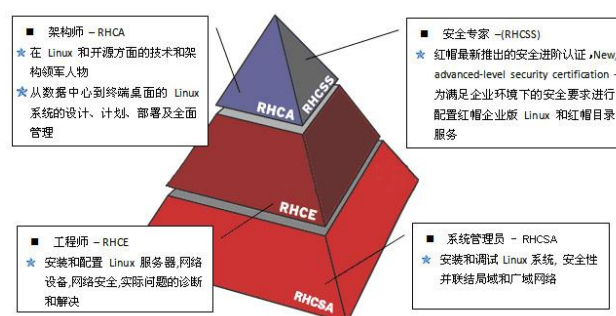 ■ 架构师 – RHCA
在 Linux 和开源方面的技术和架
构领军人物
从数据中心到终端桌面的 Linux
系统的设计、计划、部署及全面
管理
■ 安全专家 –(RHCSS)
红帽最新推出的安全进阶认证,New,
advanced-level security certification -
为满足企业环境下的安全要求进行
配置红帽企业版 Linux 和红帽目录
服务
RHCA
RHCSS
RHCE
RHCSA
■ 工程师 – RHCE
安装和配置 Linux 服务器,网络
设备,网络安全,实际问题的诊断
和解决
■ 系统管理员 - RHCSA
安装和调试 Linux 系统, 安全性
并联结局域和广域网络